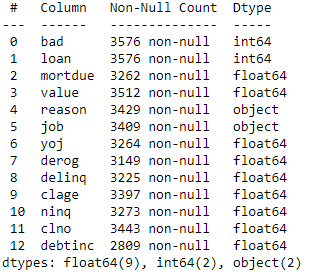 #   Column   Non-Null Count  Dtype
---  ------   --------------  -----
0   bad      3576 non-null   int64
1   loan     3576 non-null   int64
2   mortdue  3262 non-null   float64
3   value    3512 non-null   float64
4   reason   3429 non-null   object
5   job      3409 non-null   object
6   yoj      3264 non-null   float64
7   derog    3149 non-null   float64
8   delinq   3225 non-null   float64
9   clage    3397 non-null   float64
10  ninq     3273 non-null   float64
11  clno     3443 non-null   float64
12  debtinc  2809 non-null   float64
dtypes: float64(9), int64(2), object(2)